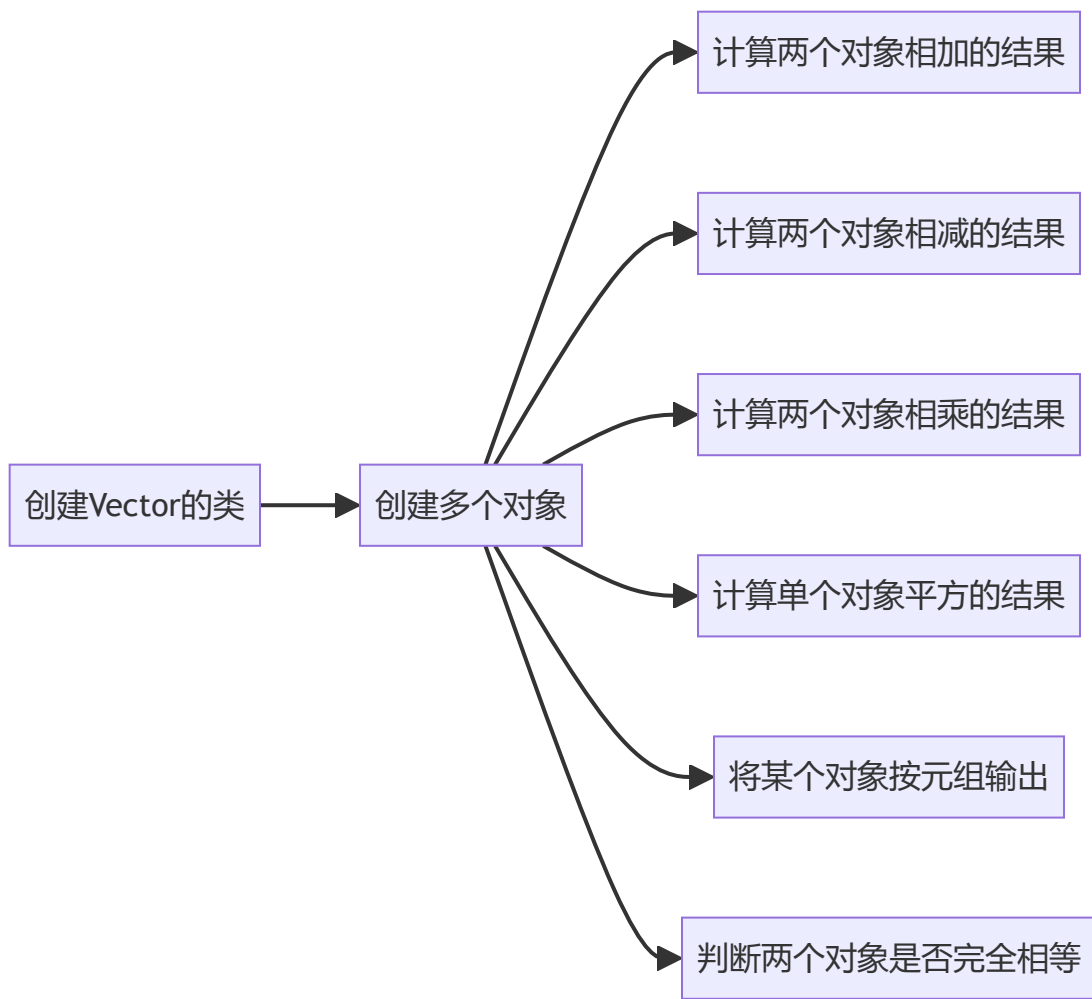 创建Vector的类
创建多个对象
计算两个对象相加的结果
计算两个对象相减的结果
计算两个对象相乘的结果
计算单个对象平方的结果
将某个对象按元组输出
判断两个对象是否完全相等